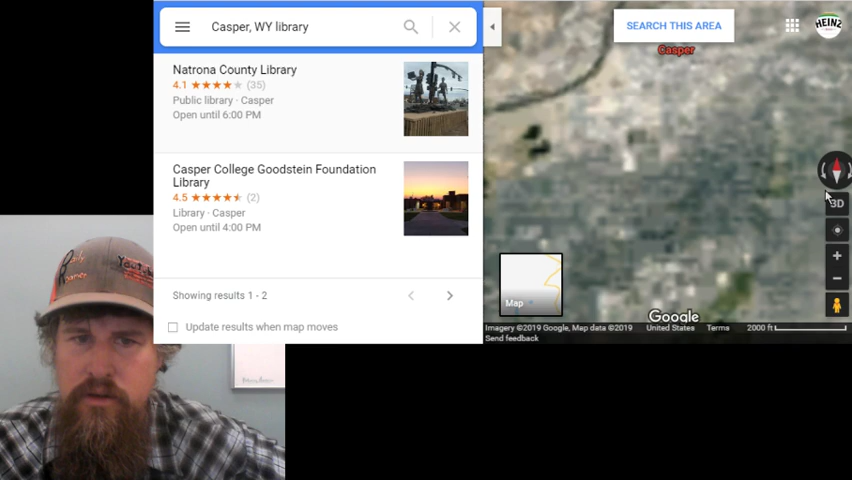 Casper, WY library
SEARCH THIS AREA
HEINZ
Casper
Natrona County Library
4.1 (35)
Public library · Casper
Open until 6:00 PM
Casper College Goodstein Foundation
Library
4.5 (2)
Library · Casper
Open until 4:00 PM
3D
Showing results 1 - 2
Map
Google
Update results when map moves
Imagery ©2019 Google, Map data ©2019 United States Terms 2000 ft
Send feedback